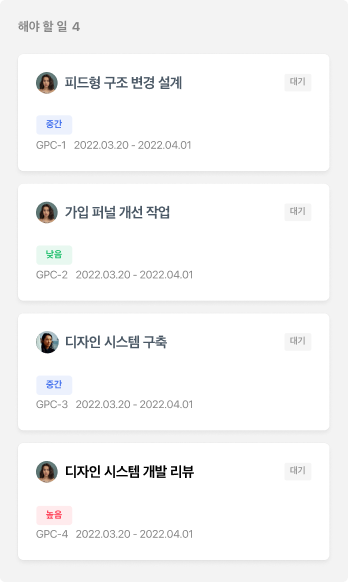 해야 할 일 4
피드형 구조 변경 설계 대기
중간
GPC-1 2022.03.20 - 2022.04.01
가입 퍼널 개선 작업 대기
낮음
GPC-2 2022.03.20 - 2022.04.01
디자인 시스템 구축 대기
중간
GPC-3 2022.03.20 - 2022.04.01
디자인 시스템 개발 리뷰 대기
높음
GPC-4 2022.03.20 - 2022.04.01